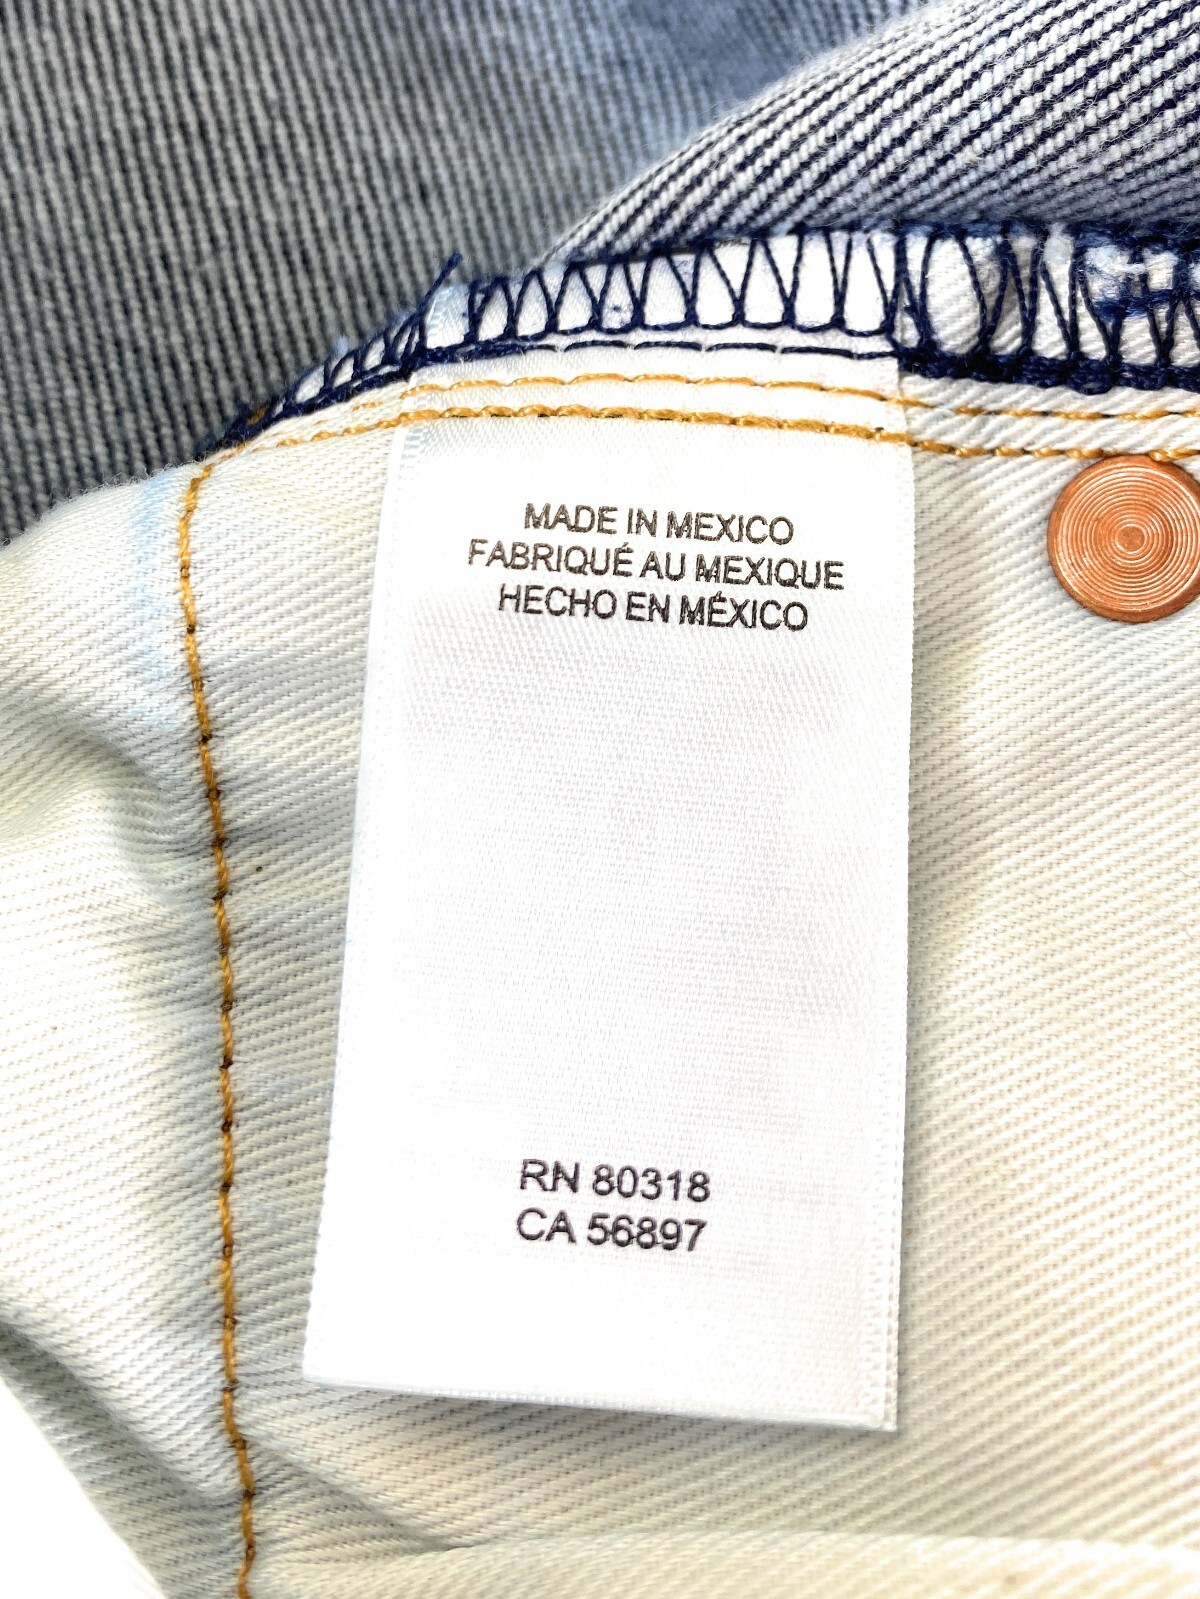 MADE IN MEXICO
FABRIQUÉ AU MEXIQUE
HECHO EN MÉXICO
RN 80318
CA 56897